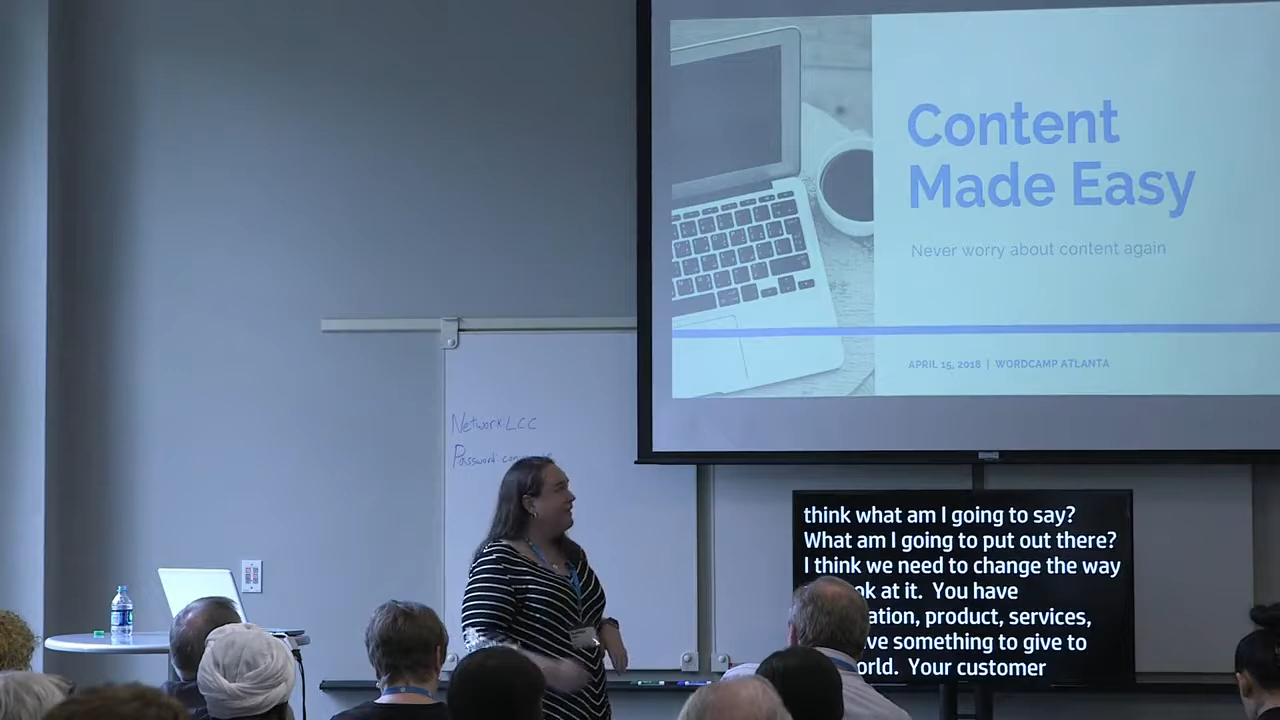 Content
Made Easy
Never worry about content again
APRIL 15, 2018 | WORDCAMP ATLANTA
Network: LCC
Password:
think what am I going to say?
What am I going to put out there?
I think we need to change the way
at it. You have
product, services,
something to give to
Your customer